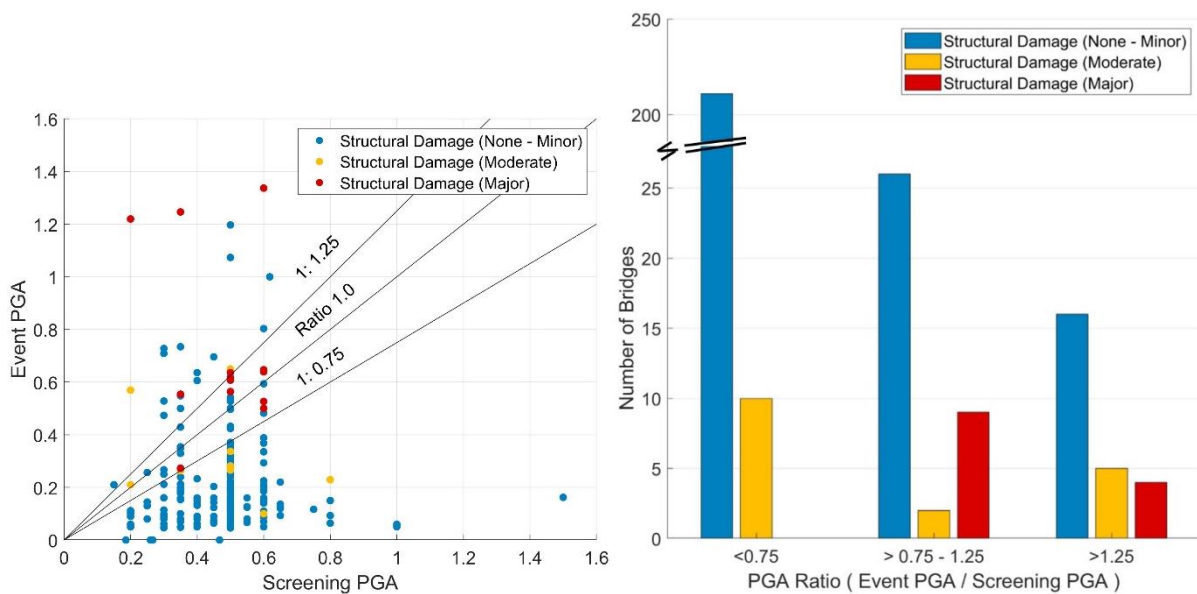 1.6
1.4
1.2
1
0.8
0.6
0.4
0.2
0
Event PGA
Structural Damage (None - Minor)
Structural Damage (Moderate)
Structural Damage (Major)
1: 1.25
Ratio 1.0
1: 0.75
0
0.2
0.4
0.6
0.8
1
1.2
1.4
1.6
Screening PGA
250
200
25
20
15
10
5
0
Number of Bridges
Structural Damage (None - Minor)
Structural Damage (Moderate)
Structural Damage (Major)
<0.75
> 0.75 - 1.25
>1.25
PGA Ratio ( Event PGA / Screening PGA )